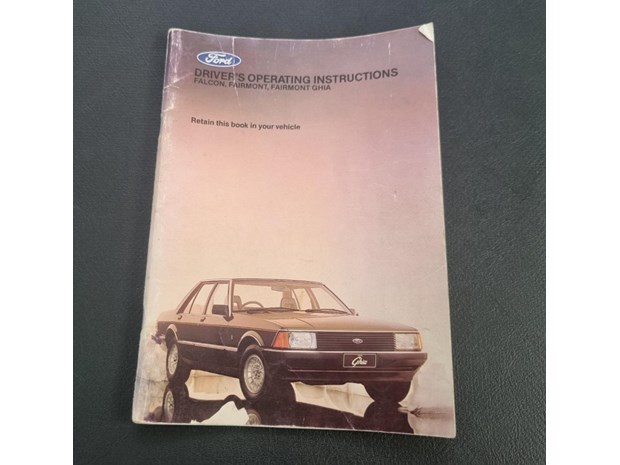 Ford
DRIVER'S OPERATING INSTRUCTIONS
FALCON, FAIRMONT, FAIRMONT GHIA
Retain this book in your vehicle
Ghia